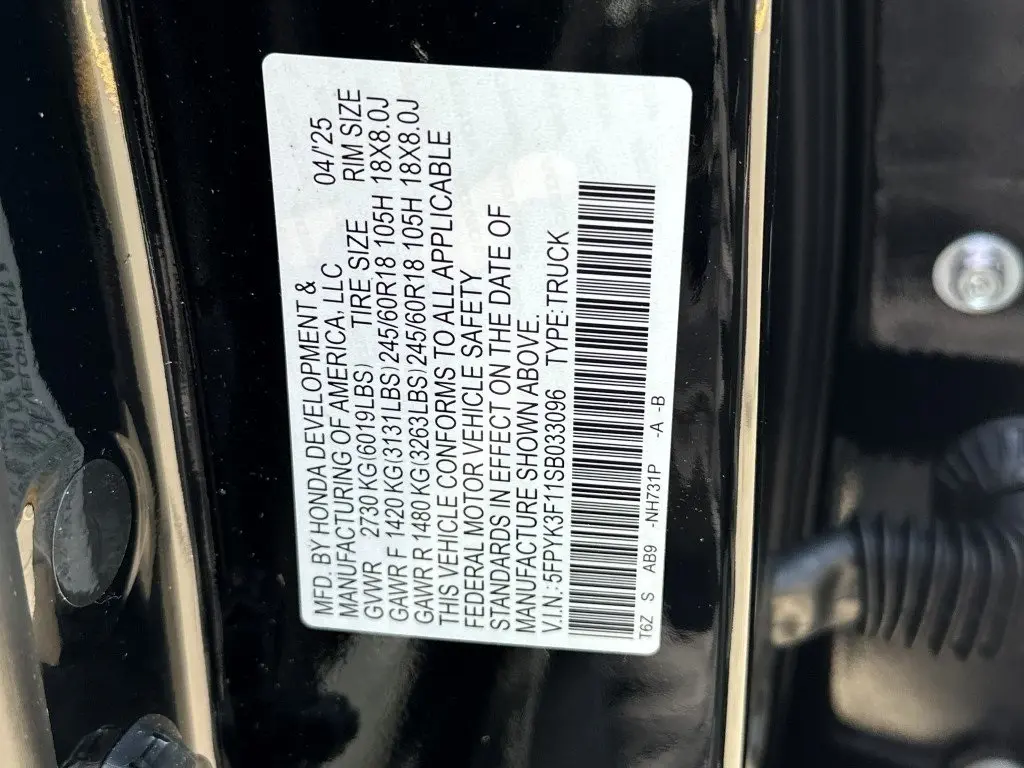 MFD. BY HONDA DEVELOPMENT & 04/'25
MANUFACTURING OF AMERICA, LLC
GVWR 2730 KG(6019LBS) TIRE SIZE RIM SIZE
GAWR F 1420 KG(3131LBS) 245/60R18 105H 18X8.0J
GAWR R 1480 KG(3263LBS) 245/60R18 105H 18X8.0J
THIS VEHICLE CONFORMS TO ALL APPLICABLE
FEDERAL MOTOR VEHICLE SAFETY
STANDARDS IN EFFECT ON THE DATE OF
MANUFACTURE SHOWN ABOVE.
V.I.N.:5FPYK3F11SB033096 TYPE:TRUCK
T6Z S AB9 -NH731P -A -B